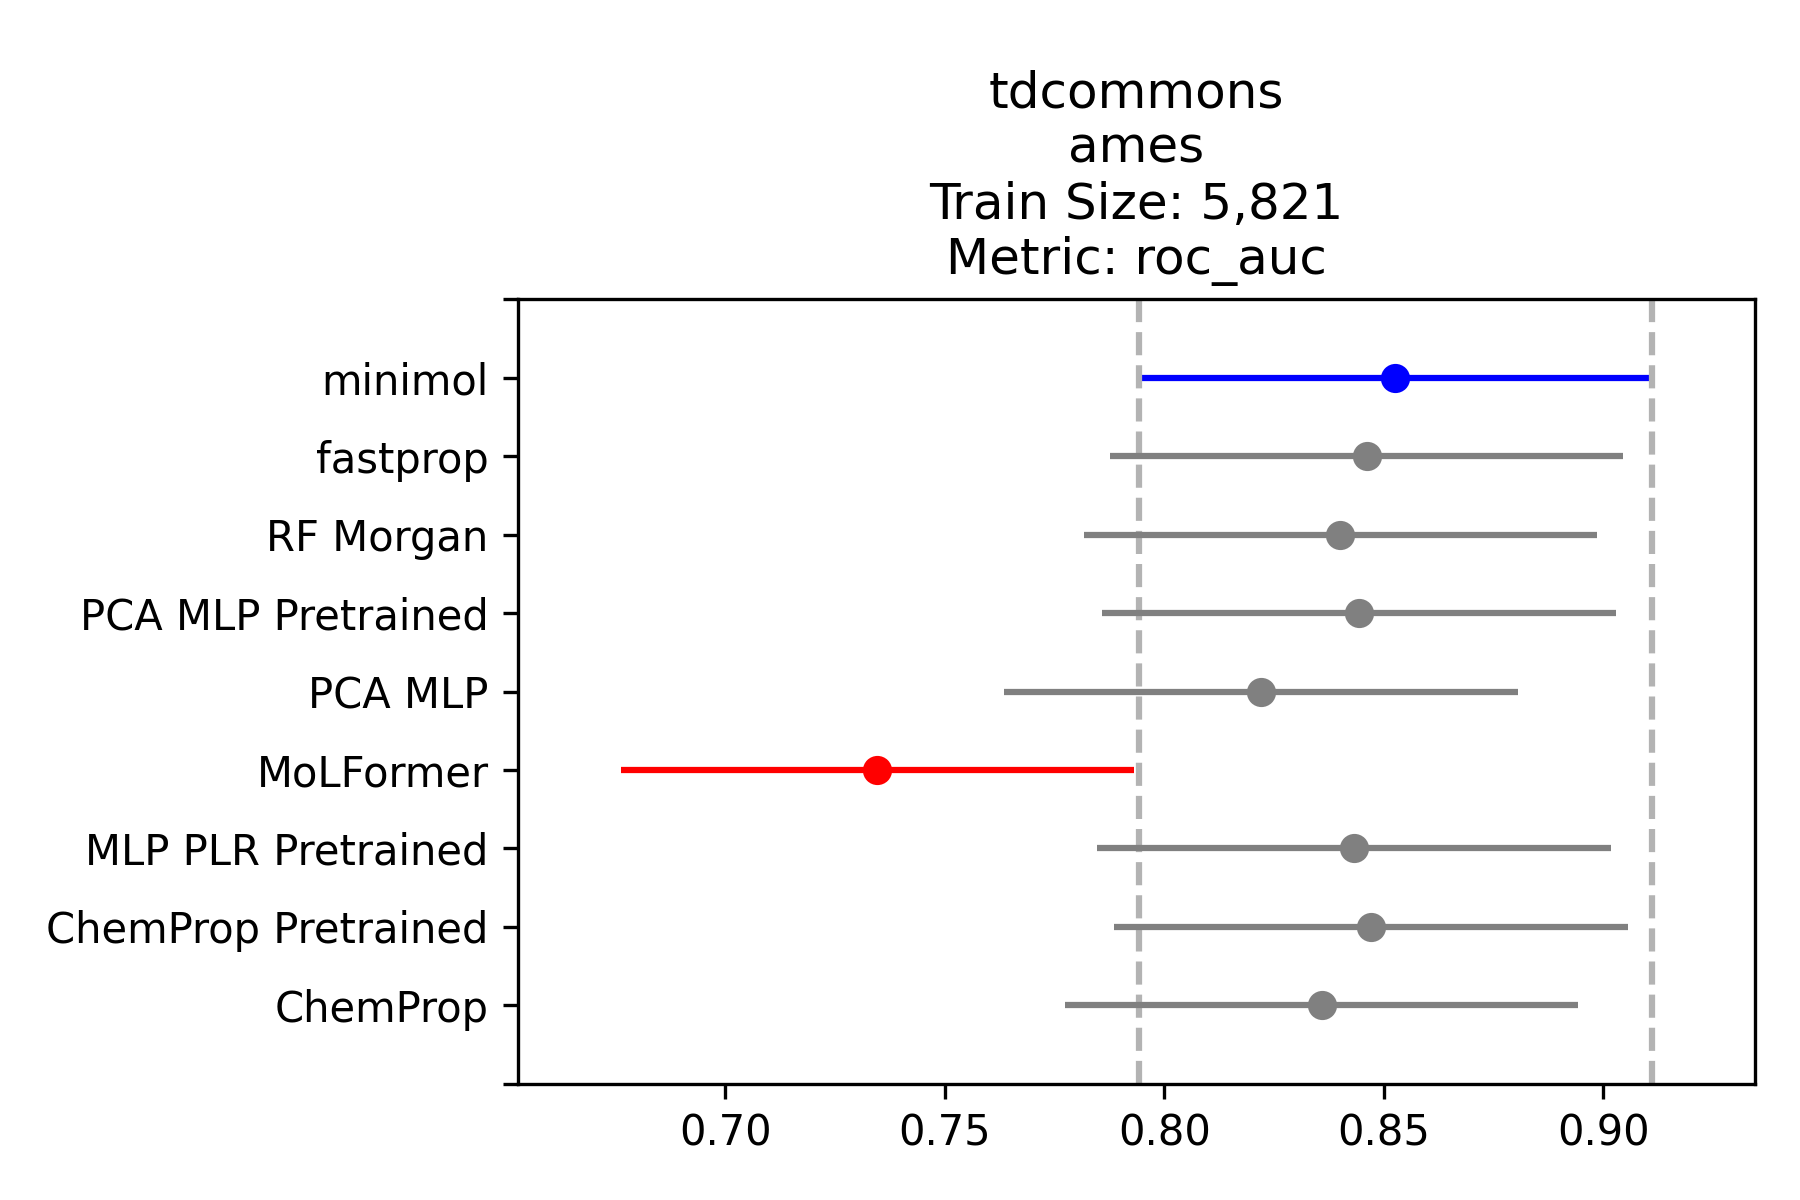 tdcommons
ames
Train Size: 5,821
Metric: roc_auc
minimol
fastprop
RF Morgan
PCA MLP Pretrained
PCA MLP
MoLFormer
MLP PLR Pretrained
ChemProp Pretrained
ChemProp
0.70 0.75 0.80 0.85 0.90